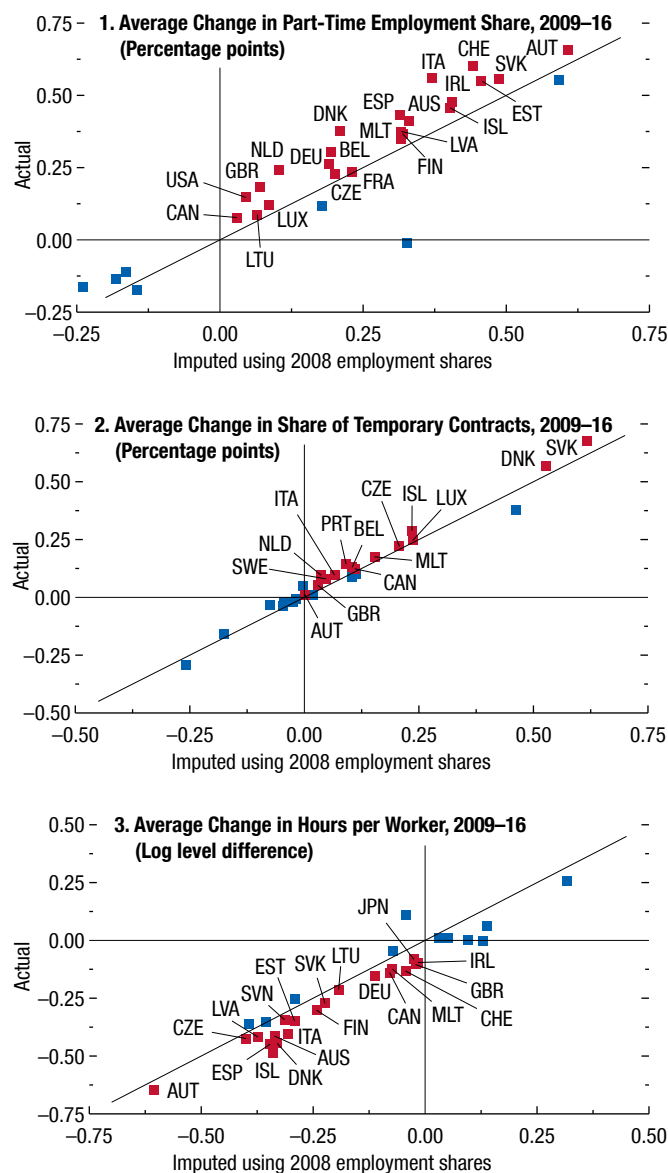 1. Average Change in Part-Time Employment Share, 2009–16
(Percentage points)
0.75
0.50
0.25
0.00
–0.25
Actual
AUT
CHE
SVK
ITA
IRL
EST
ESP
AUS
ISL
DNK
MLT
LVA
NLD
DEU
BEL
FIN
USA
GBR
CZE
FRA
CAN
LUX
LTU
–0.25
0.00
0.25
0.50
0.75
Imputed using 2008 employment shares
2. Average Change in Share of Temporary Contracts, 2009–16
(Percentage points)
0.75
0.50
0.25
0.00
–0.25
–0.50
Actual
SVK
DNK
CZE
ISL
LUX
ITA
PRT
BEL
NLD
MLT
SWE
CAN
GBR
AUT
–0.50
–0.25
0.00
0.25
0.50
0.75
Imputed using 2008 employment shares
3. Average Change in Hours per Worker, 2009–16
(Log level difference)
0.50
0.25
0.00
–0.25
–0.50
–0.75
Actual
JPN
IRL
LTU
SVK
EST
GBR
DEU
SVN
MLT
CHE
LVA
CAN
FIN
CZE
ITA
AUS
ESP
ISL
DNK
AUT
–0.75
–0.50
–0.25
0.00
0.25
0.50
Imputed using 2008 employment shares